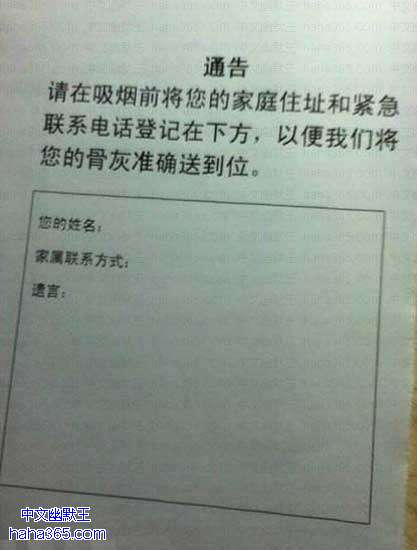 通告
请在吸烟前将您的家庭住址和紧急
联系电话登记在下方，以便我们将
您的骨灰准确送到位。
您的姓名：
家属联系方式：
遗言：
中文幽默王
haha365.com